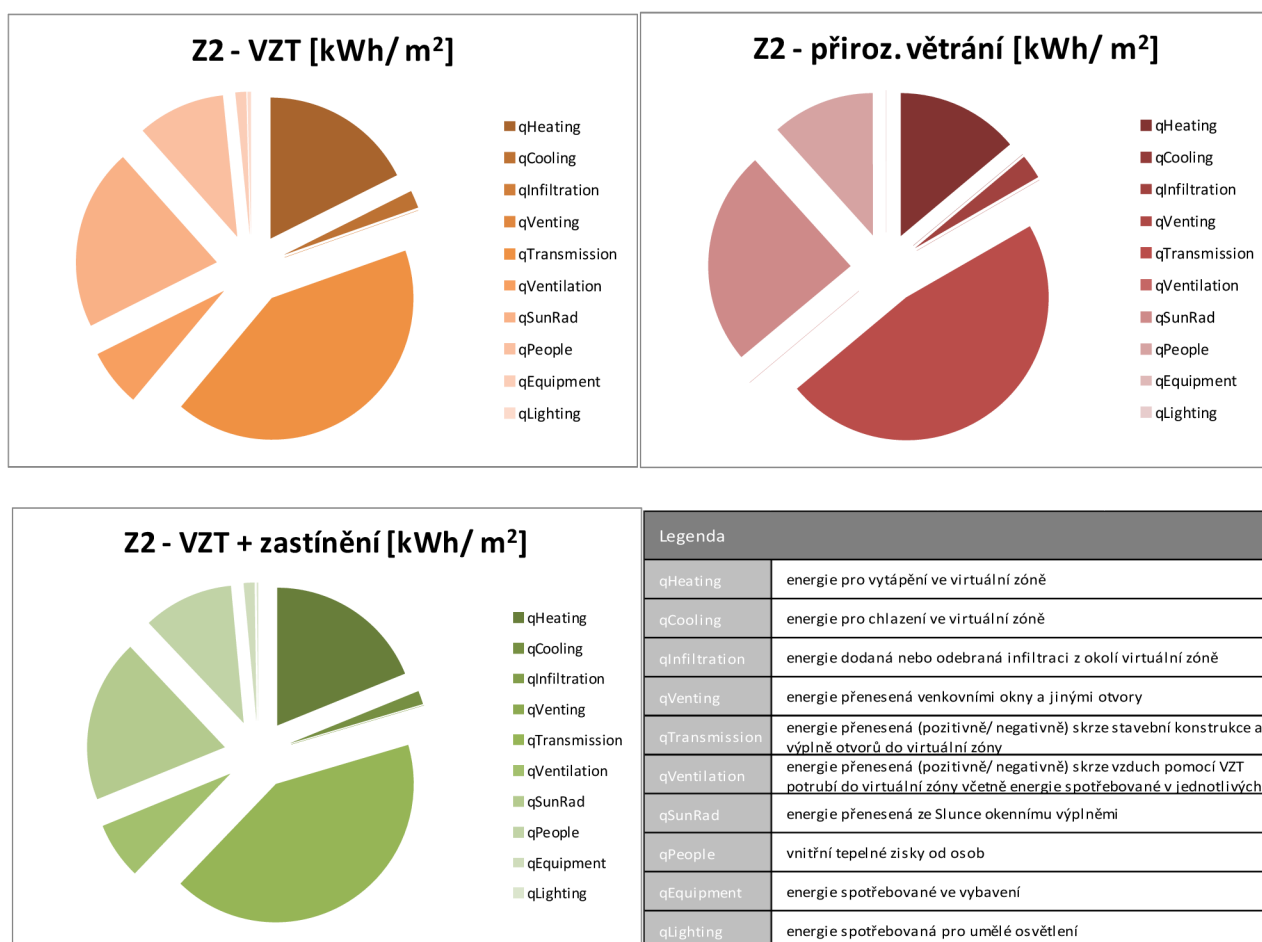 Z2 - VZT [kWh/ m²]
qHeating
qCooling
qInfiltration
qVenting
qTransmission
qVentilation
qSunRad
qPeople
qEquipment
qLighting
Z2 - přiroz. větrání [kWh/ m²]
qHeating
qCooling
qInfiltration
qVenting
qTransmission
qVentilation
qSunRad
qPeople
qEquipment
qLighting
Z2 - VZT + zastínění [kWh/ m²]
qHeating
qCooling
qInfiltration
qVenting
qTransmission
qVentilation
qSunRad
qPeople
qEquipment
qLighting
Legenda
qHeating energie pro vytápění ve virtuální zóně
qCooling energie pro chlazení ve virtuální zóně
qInfiltration energie dodaná nebo odebraná infiltraci z okolí virtuální zóně
qVenting energie přenesená venkovními okny a jinými otvory
qTransmission energie přenesená (pozitivně/ negativně) skrze stavební konstrukce a
výplně otvorů do virtuální zóny
qVentilation energie přenesená (pozitivně/ negativně) skrze vzduch pomocí VZT
potrubí do virtuální zóny včetně energie spotřebované v jednotlivých
qSunRad energie přenesená ze Slunce okennímu výplněmi
qPeople vnitřní tepelné zisky od osob
qEquipment energie spotřebované ve vybavení
qLighting energie spotřebovaná pro umělé osvětlení